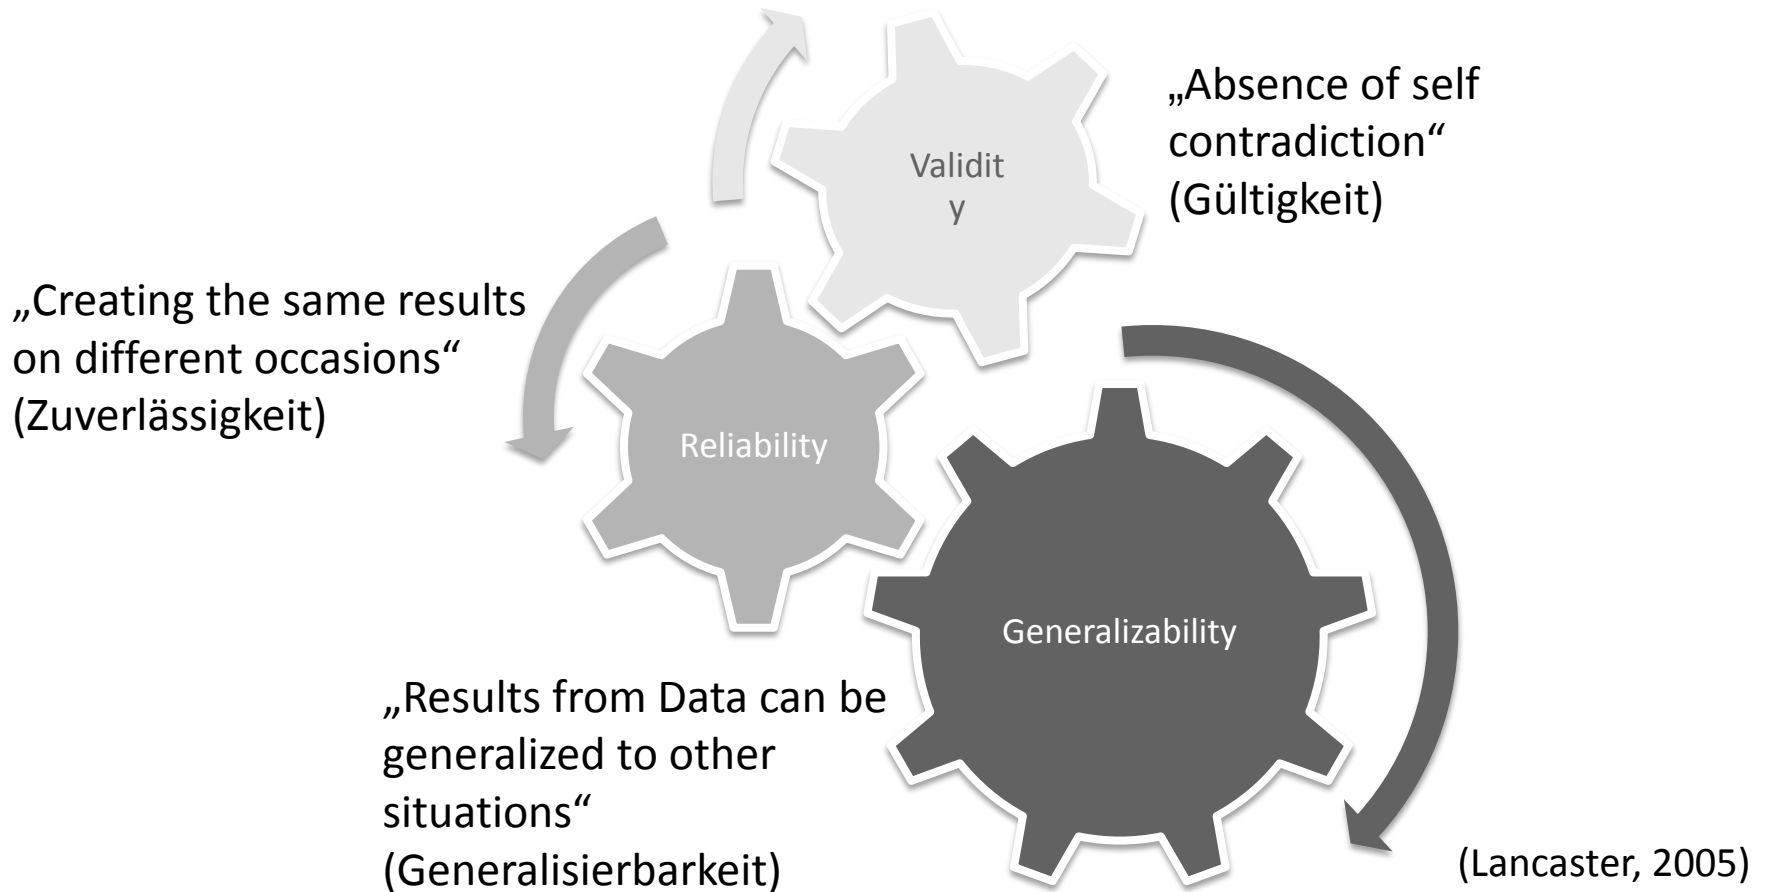 „Absence of self
contradiction“
(Gültigkeit)
Validit
y
„Creating the same results
on different occasions“
(Zuverlässigkeit)
Reliability
Generalizability
„Results from Data can be
generalized to other
situations“
(Generalisierbarkeit)
(Lancaster, 2005)